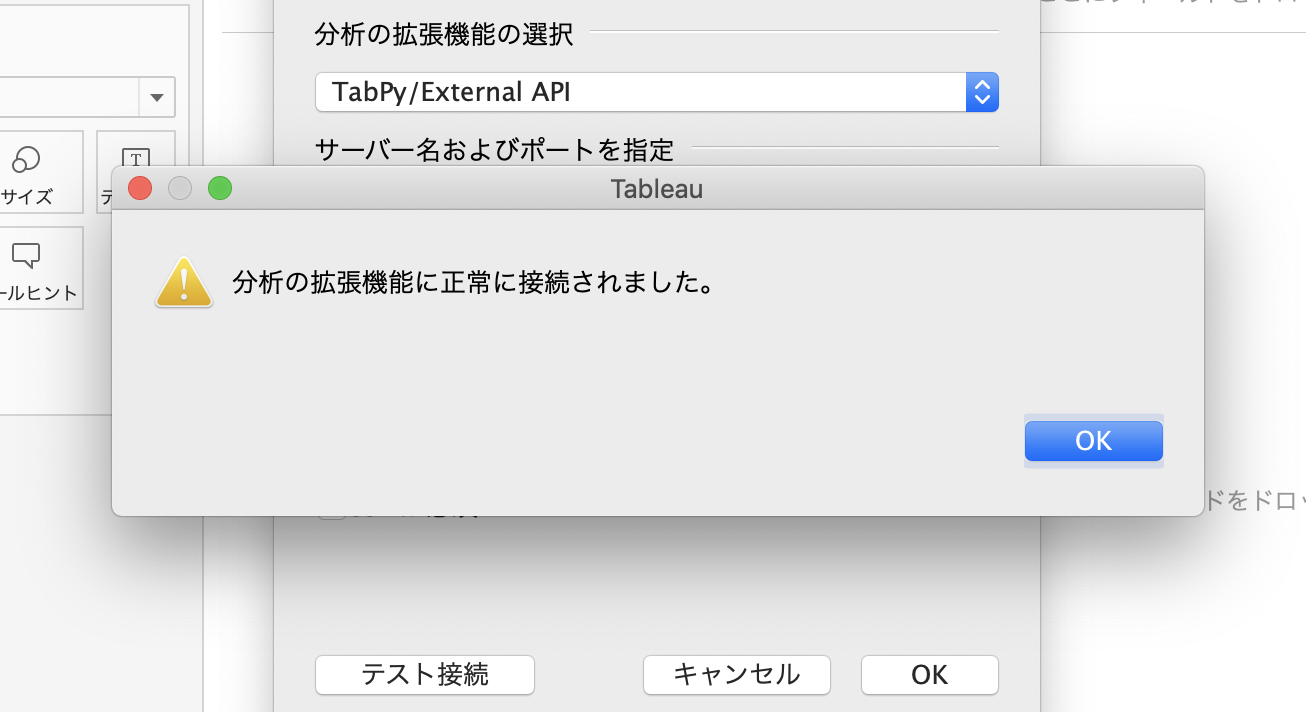 分析の拡張機能の選択
TabPy/External API
サーバー名およびポートを指定
T
サイズ
Tableau
分析の拡張機能に正常に接続されました。
ールヒント
OK
ドをドロッ
テスト接続
キャンセル
OK